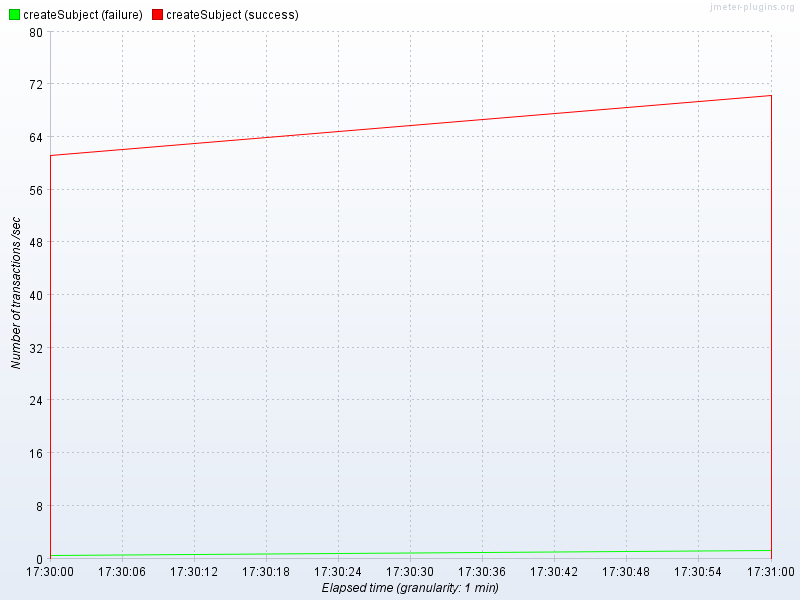 jmeter-plugins.org
createSubject (failure) createSubject (success)
80
72
64
56
48
40
32
24
16
8
0
Number of transactions /sec
17:30:00 17:30:06 17:30:12 17:30:18 17:30:24 17:30:30 17:30:36 17:30:42 17:30:48 17:30:54 17:31:00
Elapsed time (granularity: 1 min)